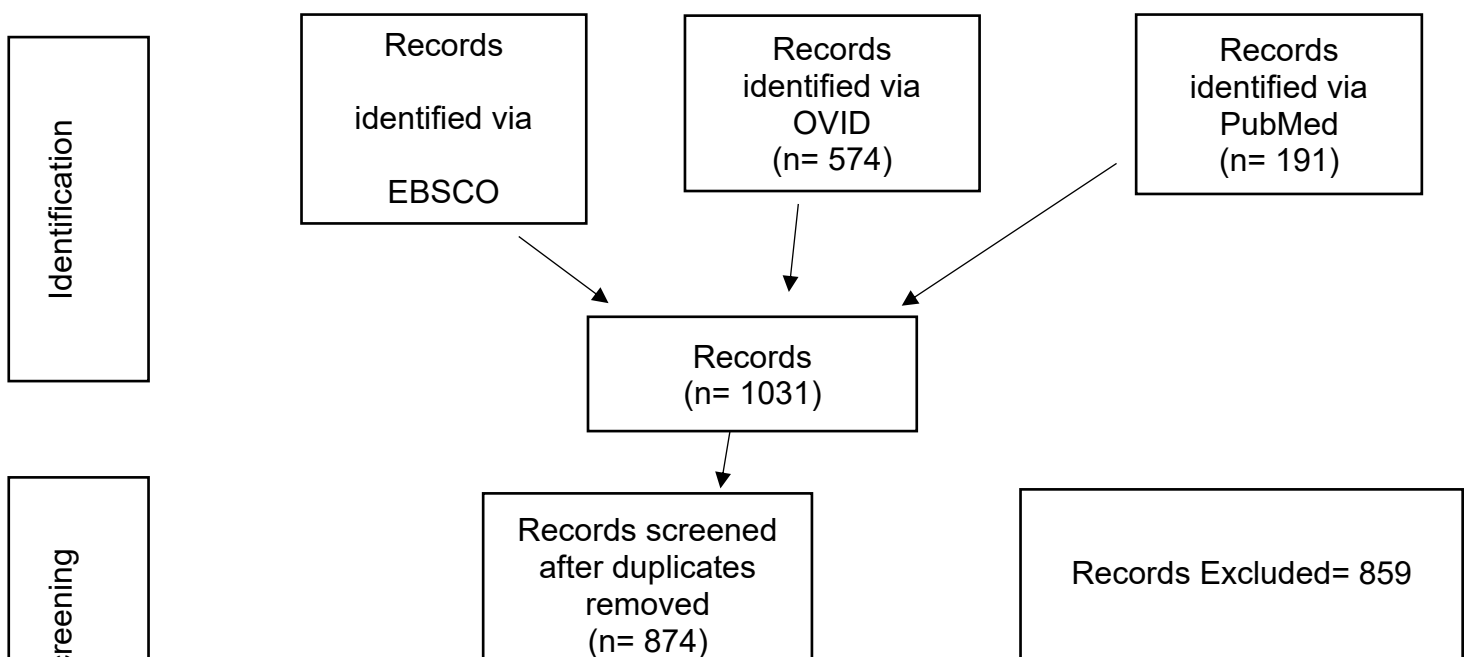 Identification
Records
identified via
EBSCO
Records
identified via
OVID
(n= 574)
Records
identified via
PubMed
(n= 191)
Records
(n= 1031)
Records screened
after duplicates
removed
(n= 874)
Records Excluded= 859